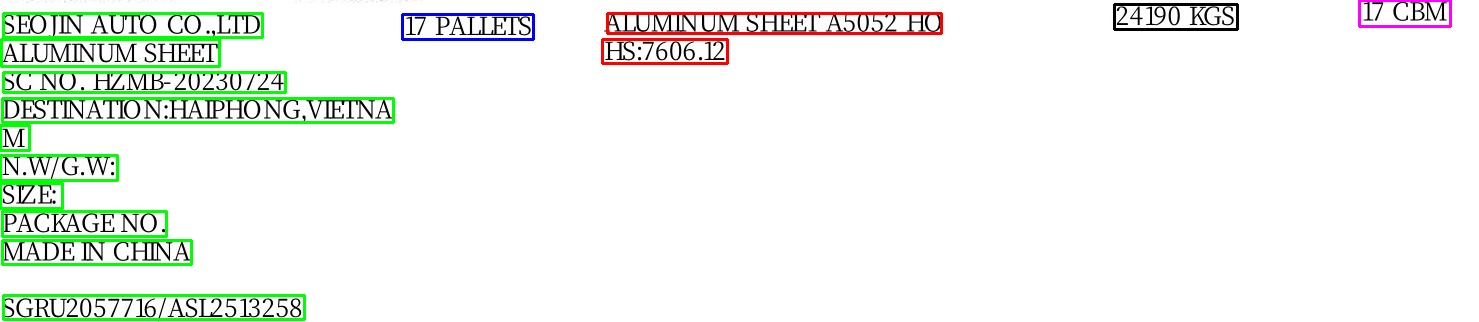 SEOJIN AUTO CO.,LTD 17 PALLETS ALUMINUM SHEET A5052 HO 24190 KGS 17 CBM
ALUMINUM SHEET HS:7606.12
SC NO. HZMB-20230724
DESTINATION:HAIPHONG,VIETNA
M
N.W/G.W:
SIZE:
PACKAGE NO.
MADE IN CHINA
SGRU2057716/ASL2513258